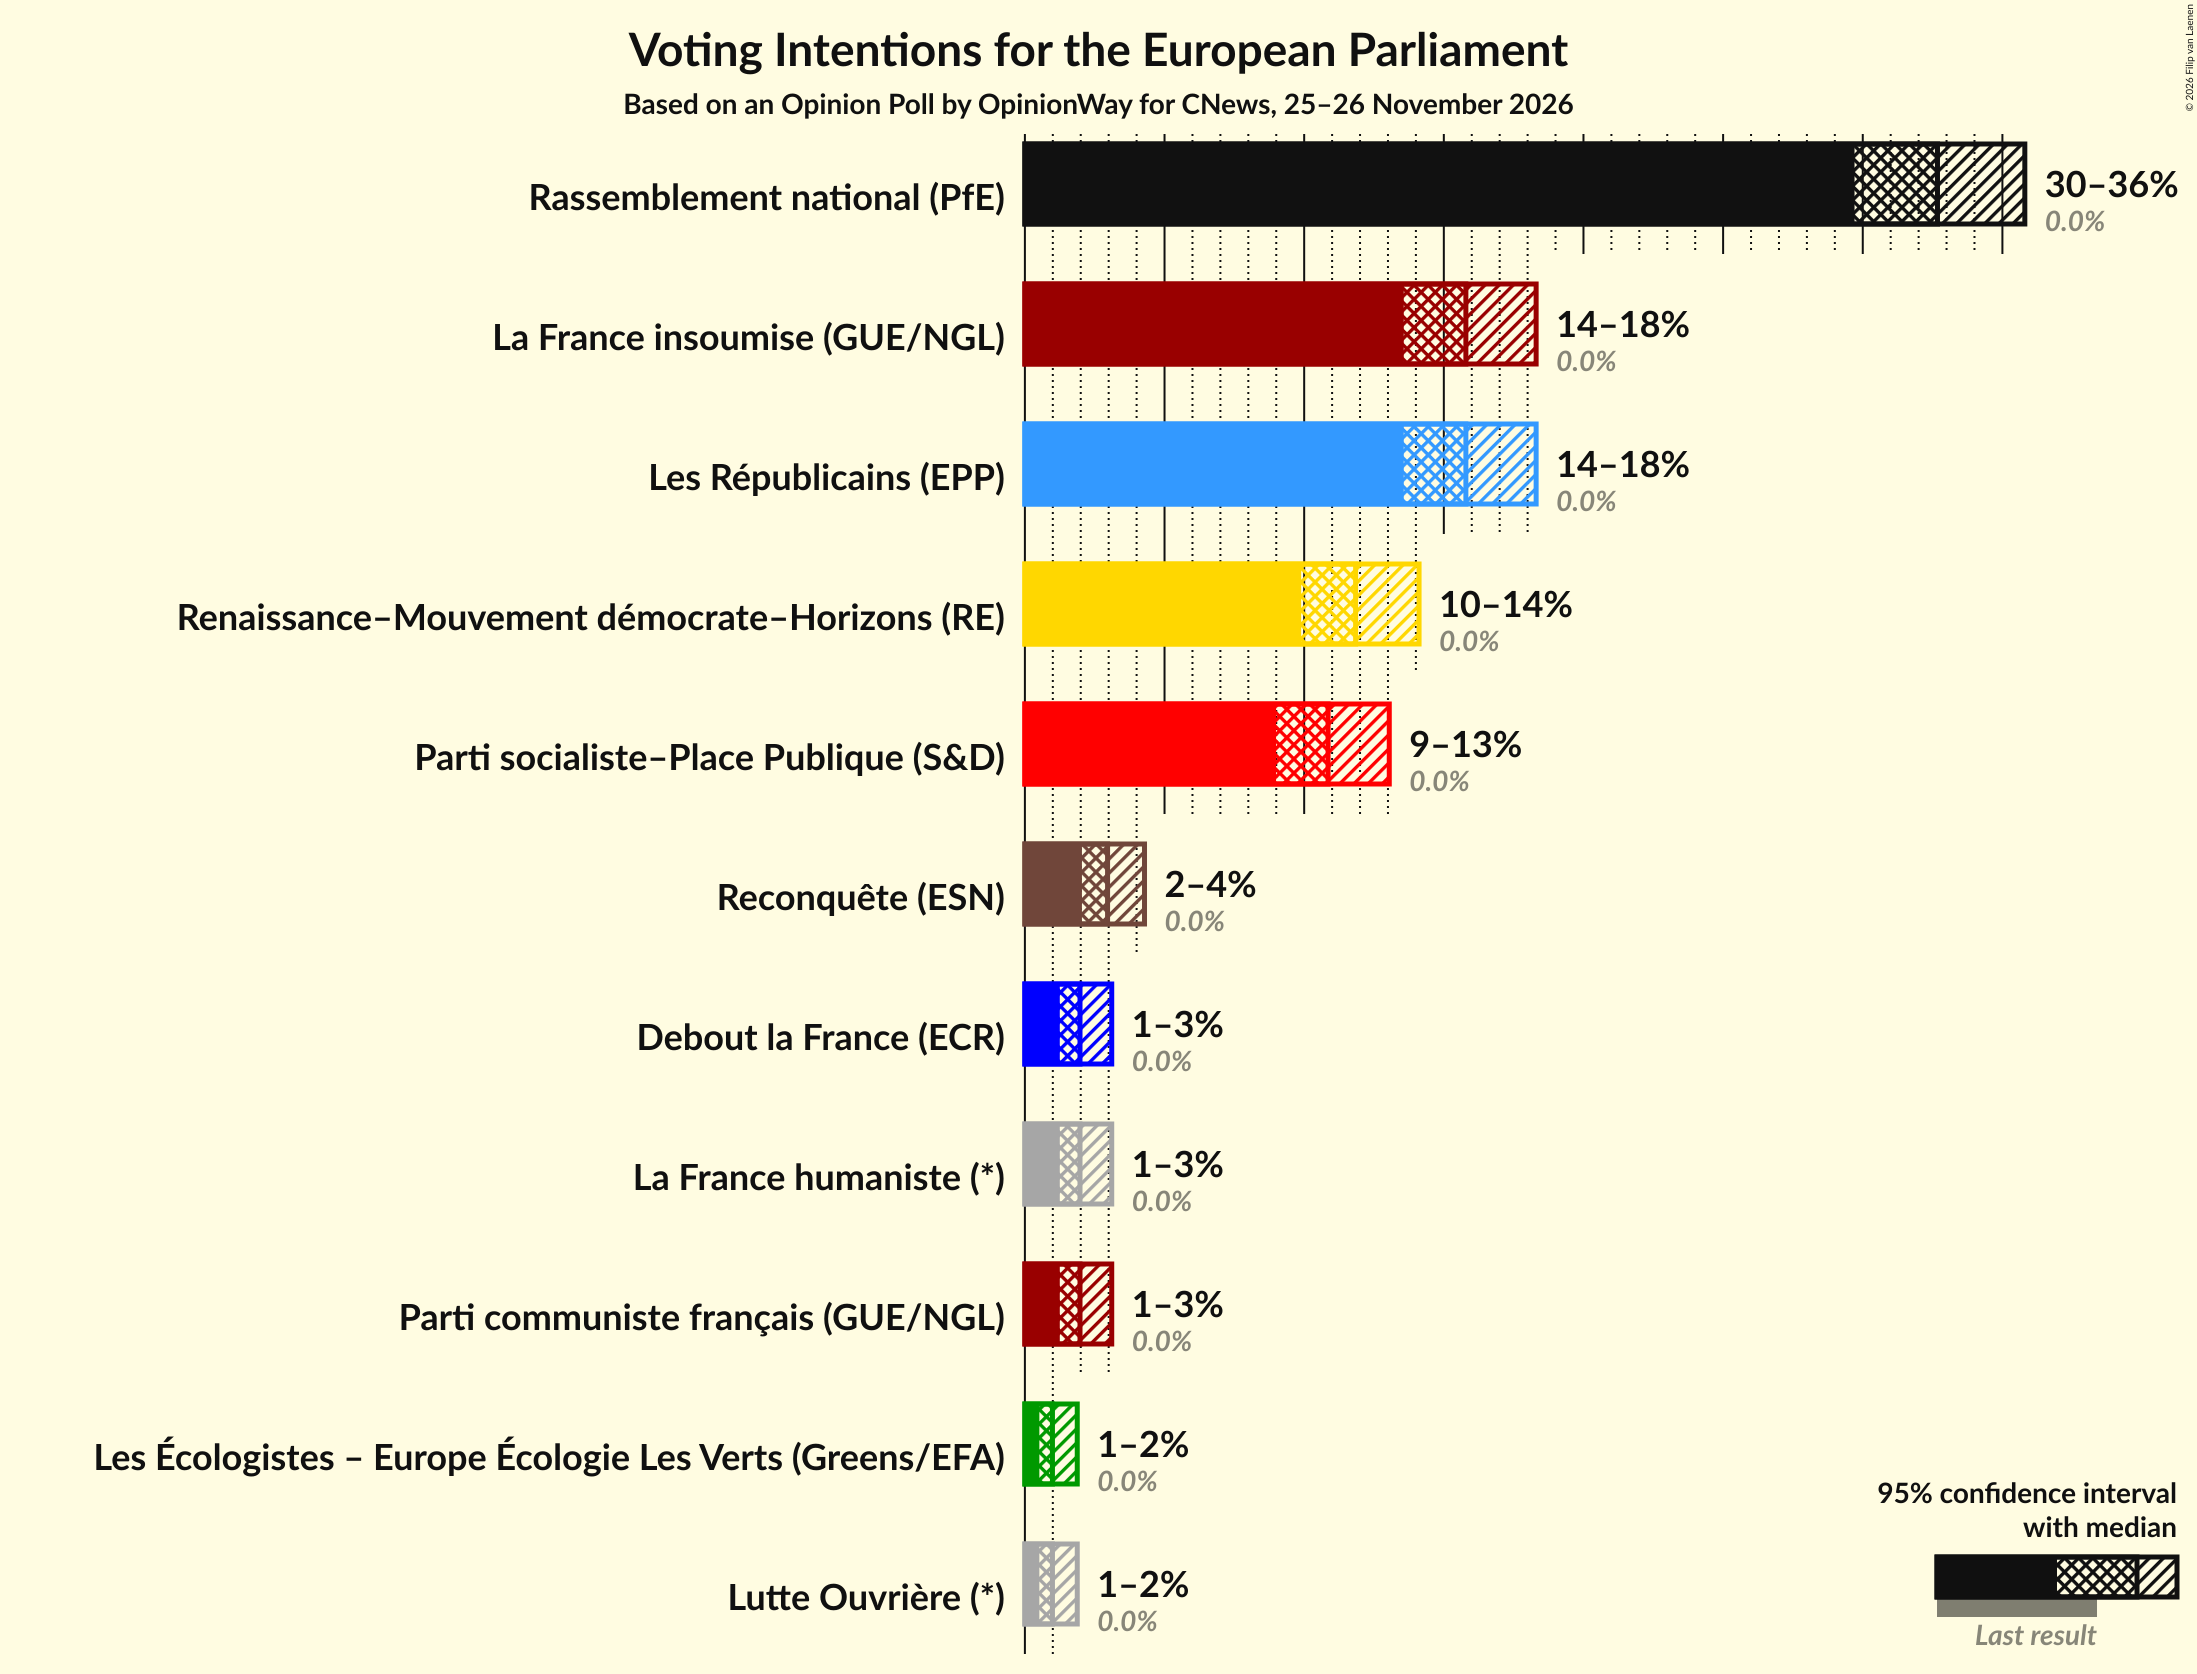 Voting Intentions for the European Parliament
Based on an Opinion Poll by OpinionWay for CNews, 25–26 November 2026
© 2026 Filip van Laenen
Rassemblement national (PfE)
30–36%
0.0%
La France insoumise (GUE/NGL)
14–18%
0.0%
Les Républicains (EPP)
14–18%
0.0%
Renaissance–Mouvement démocrate–Horizons (RE)
10–14%
0.0%
Parti socialiste–Place Publique (S&D)
9–13%
0.0%
Reconquête (ESN)
2–4%
0.0%
Debout la France (ECR)
1–3%
0.0%
La France humaniste (*)
1–3%
0.0%
Parti communiste français (GUE/NGL)
1–3%
0.0%
Les Écologistes – Europe Écologie Les Verts (Greens/EFA)
1–2%
0.0%
Lutte Ouvrière (*)
1–2%
0.0%
95% confidence interval
with median
Last result